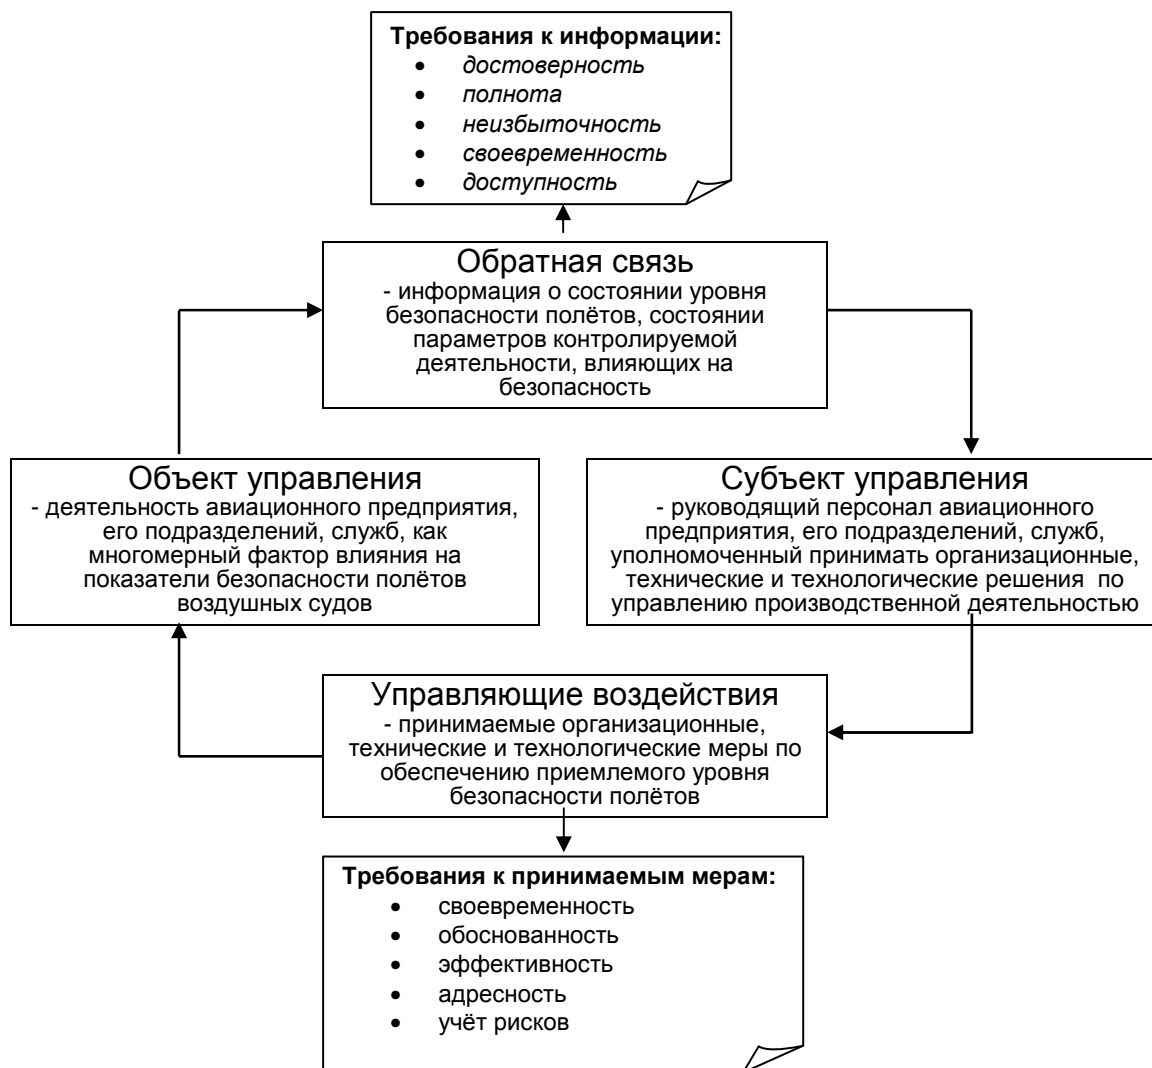 Требования к информации:
• достоверность
• полнота
• неизбыточность
• своевременность
• доступность
Обратная связь
- информация о состоянии уровня
безопасности полётов, состоянии
параметров контролируемой
деятельности, влияющих на
безопасность
Объект управления
- деятельность авиационного предприятия,
его подразделений, служб, как
многомерный фактор влияния на
показатели безопасности полётов
воздушных судов
Субъект управления
- руководящий персонал авиационного
предприятия, его подразделений, служб,
уполномоченный принимать организационные,
технические и технологические решения по
управлению производственной деятельностью
Управляющие воздействия
- принимаемые организационные,
технические и технологические меры по
обеспечению приемлемого уровня
безопасности полётов
Требования к принимаемым мерам:
• своевременность
• обоснованность
• эффективность
• адресность
• учёт рисков